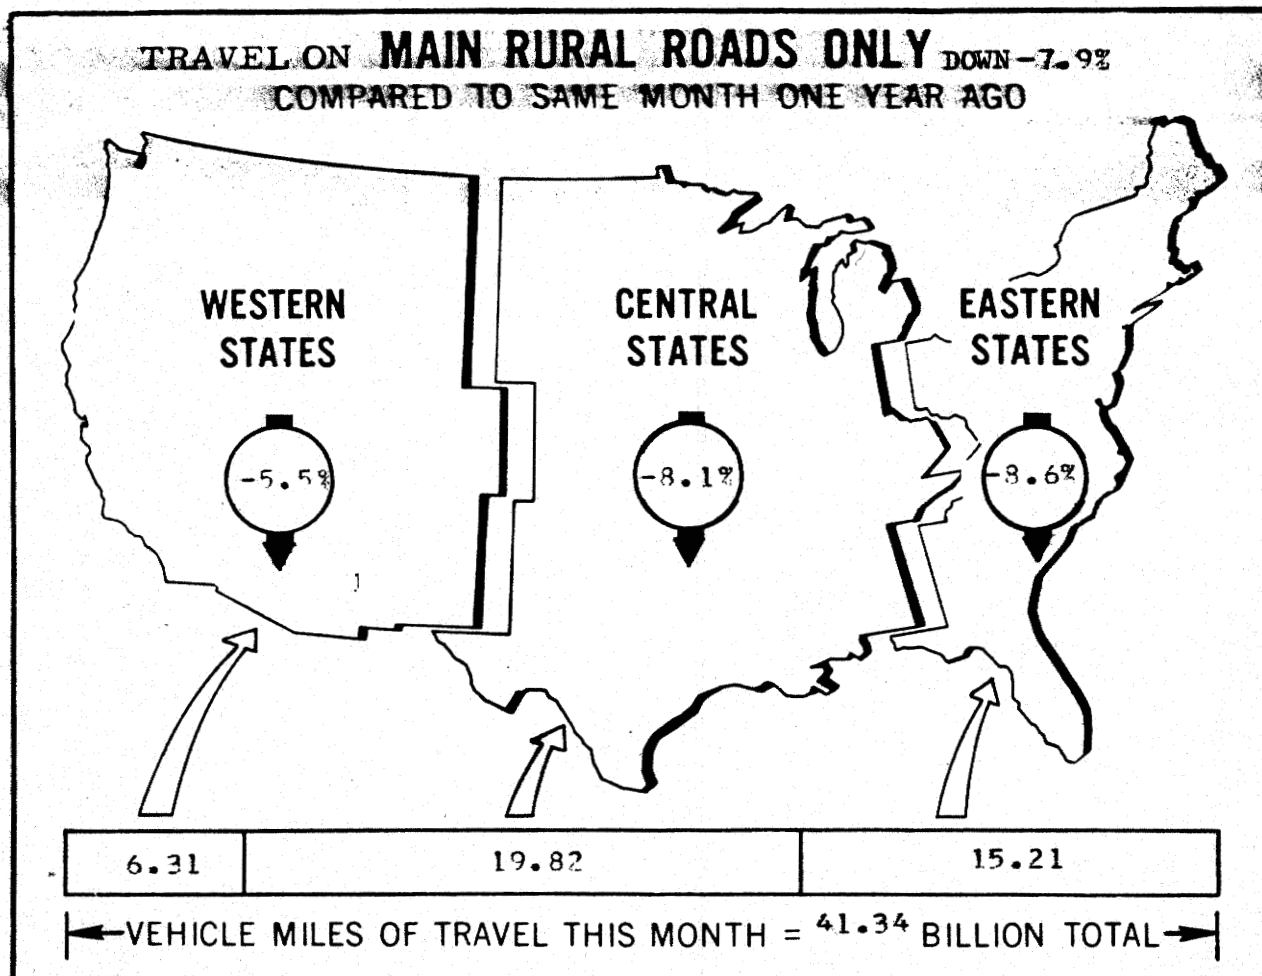 TRAVEL ON MAIN RURAL ROADS ONLY DOWN -7.9%
COMPARED TO SAME MONTH ONE YEAR AGO
WESTERN
STATES
CENTRAL
STATES
EASTERN
STATES
-5.5%
-8.1%
-8.6%
6.31
19.82
15.21
VEHICLE MILES OF TRAVEL THIS MONTH = 41.34 BILLION TOTAL